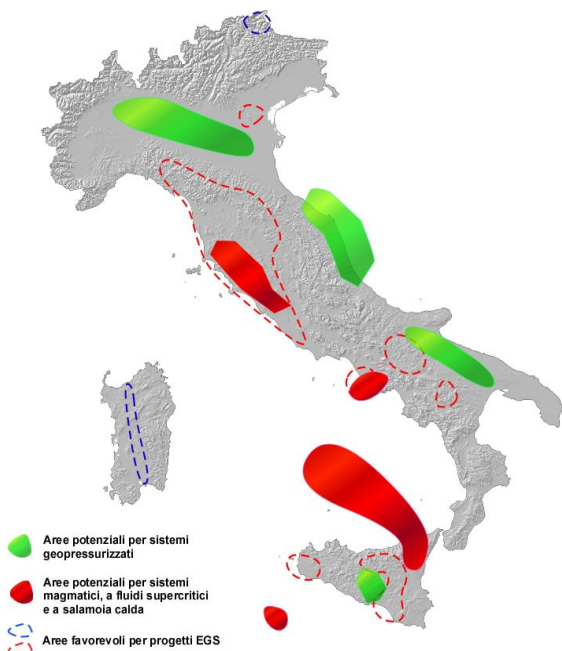 Aree potenziali per sistemi
geopressurizzati
Aree potenziali per sistemi
magmatici, a fluidi supercritici
e a salamoia calda
Aree favorevoli per progetti EGS